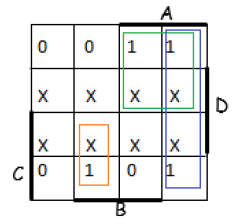 A
0 0 1 1
X X X X
D
X X X X
C 0 1 0 1
B